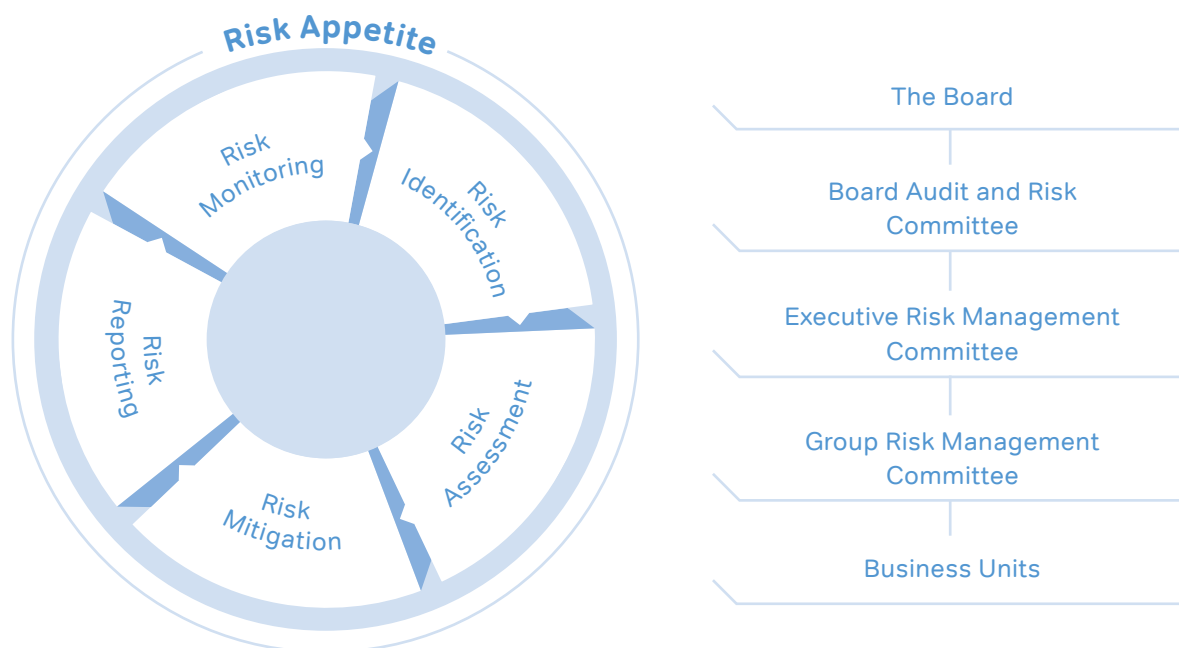 Risk Appetite
Risk
Monitoring
Risk
Identification
Risk
Assessment
Risk
Mitigation
Risk
Reporting
The Board
Board Audit and Risk
Committee
Executive Risk Management
Committee
Group Risk Management
Committee
Business Units